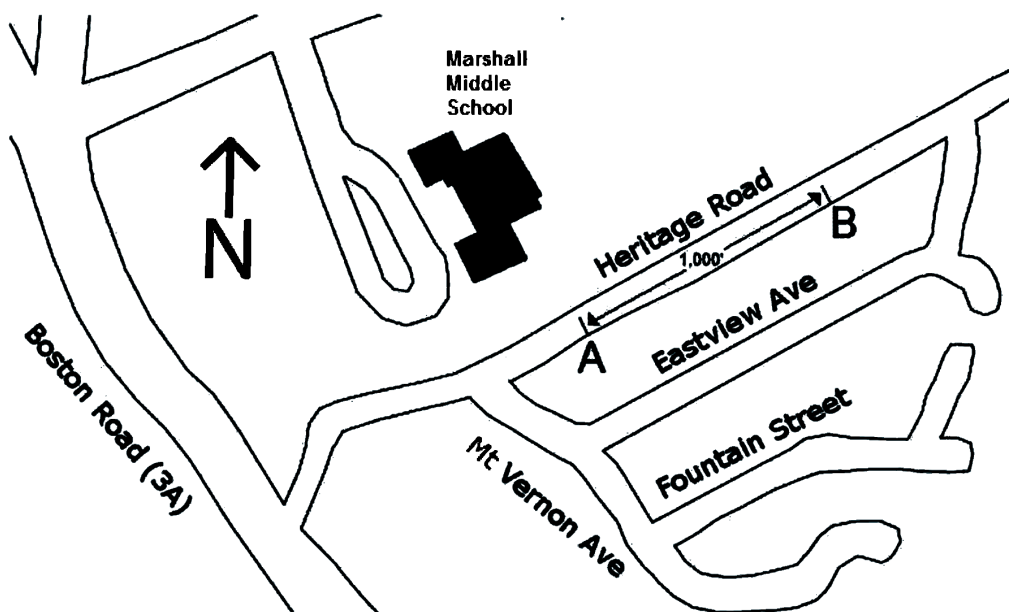 Marshall
Middle
School
N
Heritage Road
1,000'
A
B
Eastview Ave
Fountain Street
Mt Vernon Ave
Boston Road (3A)